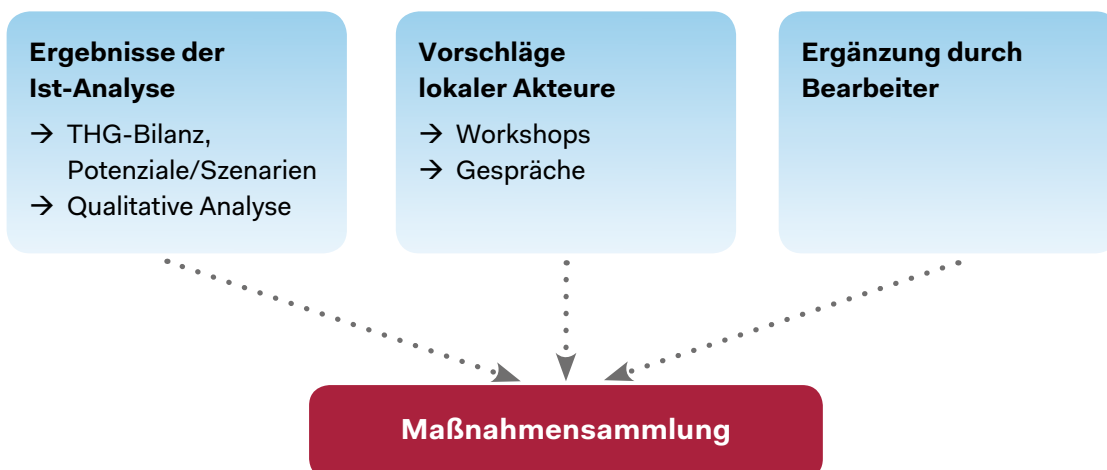 Ergebnisse der
Ist-Analyse
→ THG-Bilanz,
Potenziale/Szenarien
→ Qualitative Analyse
Vorschläge
lokaler Akteure
→ Workshops
→ Gespräche
Ergänzung durch
Bearbeiter
Maßnahmensammlung